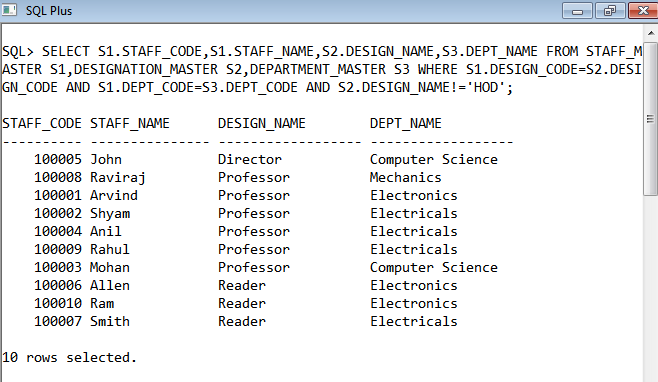 SQL Plus
SQL> SELECT S1.STAFF_CODE,S1.STAFF_NAME,S2.DESIGN_NAME,S3.DEPT_NAME FROM STAFF_M
ASTER S1,DESIGNATION_MASTER S2,DEPARTMENT_MASTER S3 WHERE S1.DESIGN_CODE=S2.DESI
GN_CODE AND S1.DEPT_CODE=S3.DEPT_CODE AND S2.DESIGN_NAME!='HOD';
STAFF_CODE STAFF_NAME      DESIGN_NAME        DEPT_NAME
---------- --------------- ------------------ ------------------
    100005 John            Director           Computer Science
    100008 Raviraj         Professor          Mechanics
    100001 Arvind          Professor          Electronics
    100002 Shyam           Professor          Electricals
    100004 Anil            Professor          Electricals
    100009 Rahul           Professor          Electricals
    100003 Mohan           Professor          Computer Science
    100006 Allen           Reader             Electronics
    100010 Ram             Reader             Electronics
    100007 Smith           Reader             Electricals
10 rows selected.